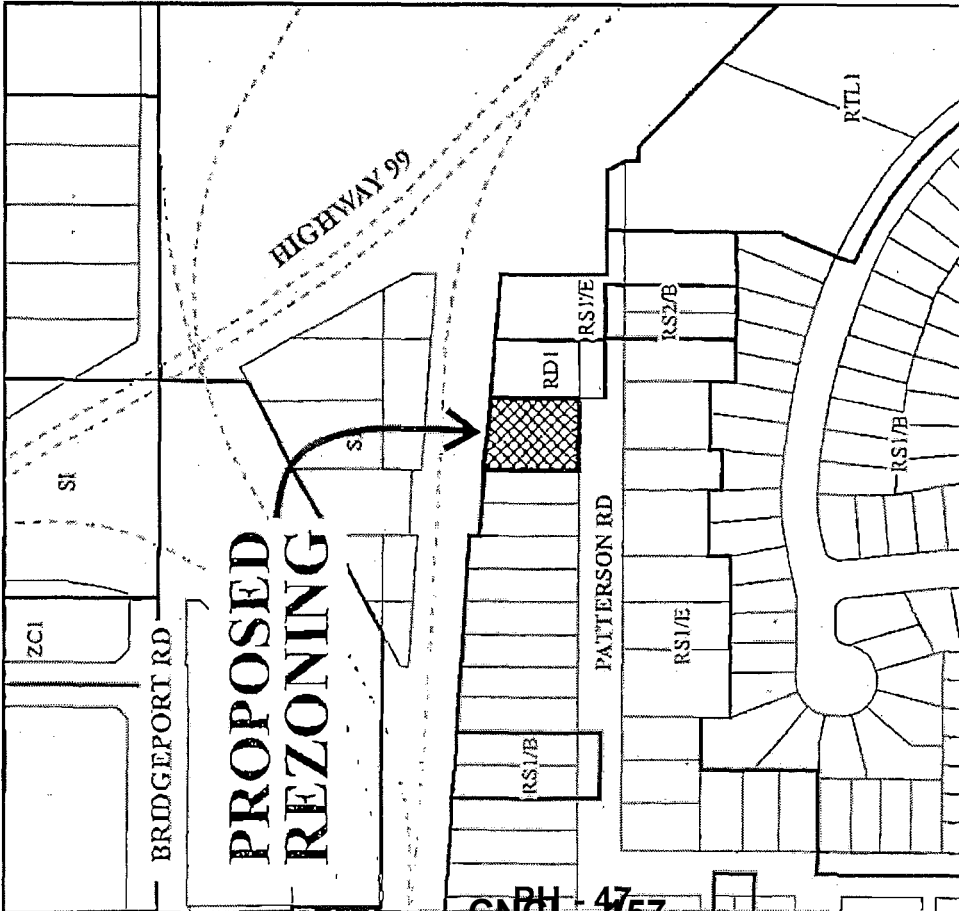 HIGHWAY 99
RTL1
SI
RS1/E
RS2/B
RD1
ZC1
BRIDGEPORT RD
PROPOSED
REZONING
PATTERSON RD
RS1/E
RS1/B
RS1/B
PH - 47